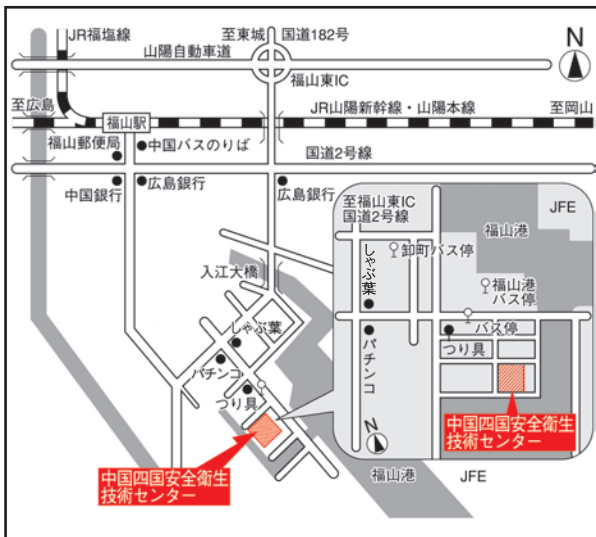 JR福塩線
至東城
国道182号
N
山陽自動車道
福山東IC
至広島
JR山陽新幹線・山陽本線
至岡山
福山駅
福山郵便局
中国バスのりば
国道2号線
中国銀行
広島銀行
広島銀行
入江大橋
しゃぶ葉
パチンコ
つり具
中国四国安全衛生
技術センター
至福山東IC
国道2号線
JFE
福山港
卸町バス停
しゃぶ葉
福山港
バス停
バス停
つり具
パチンコ
中国四国安全衛生
技術センター
N
福山港
JFE